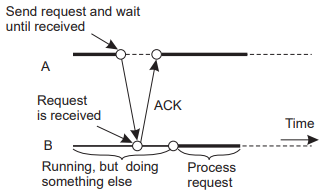 Send request and wait
until received
A
Request
is received
ACK
Time
B
Running, but doing
something else
Process
request